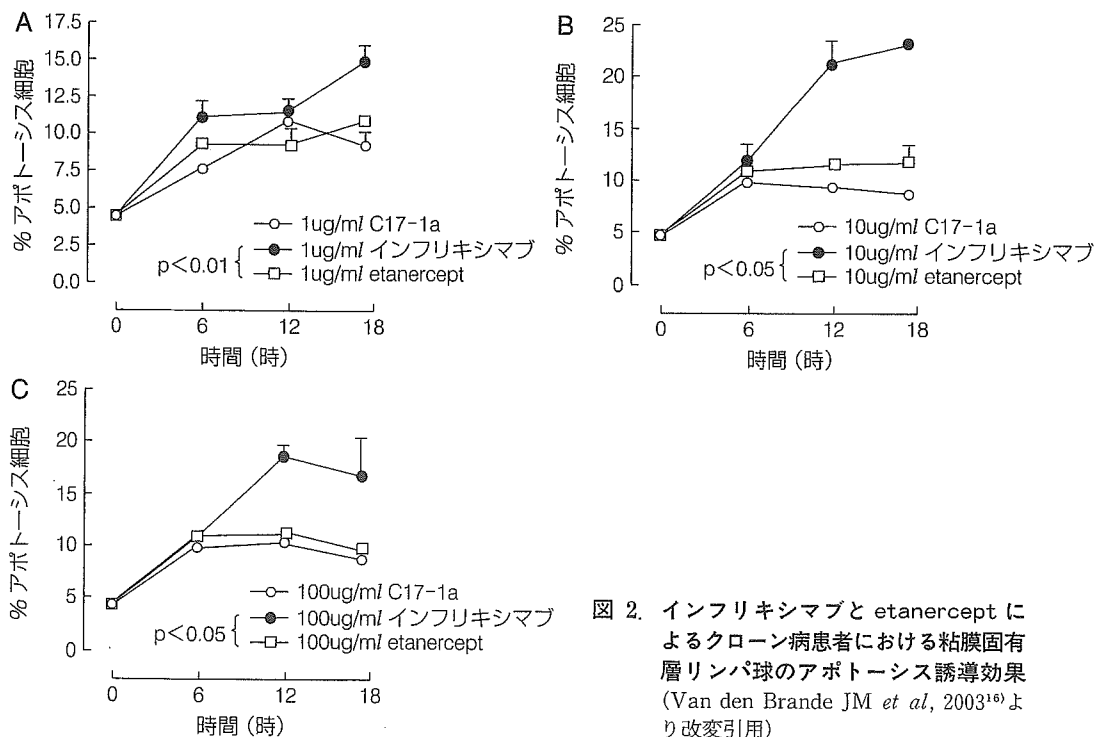 A
% アポトーシス細胞
17.5
15.0
12.5
10.0
7.5
5.0
2.5
0.0
1ug/ml C17-1a
1ug/ml インフリキシマブ
1ug/ml etanercept
p<0.01
0 6 12 18
時間 (時)
B
% アポトーシス細胞
25
20
15
10
5
0
10ug/ml C17-1a
10ug/ml インフリキシマブ
10ug/ml etanercept
p<0.05
0 6 12 18
時間 (時)
C
% アポトーシス細胞
25
20
15
10
5
0
100ug/ml C17-1a
100ug/ml インフリキシマブ
100ug/ml etanercept
p<0.05
0 6 12 18
時間 (時)
図 2. インフリキシマブと etanercept に
よるクローン病患者における粘膜固有
層リンパ球のアポトーシス誘導効果
(Van den Brande JM et al, 2003¹⁶⁾よ
り改変引用)